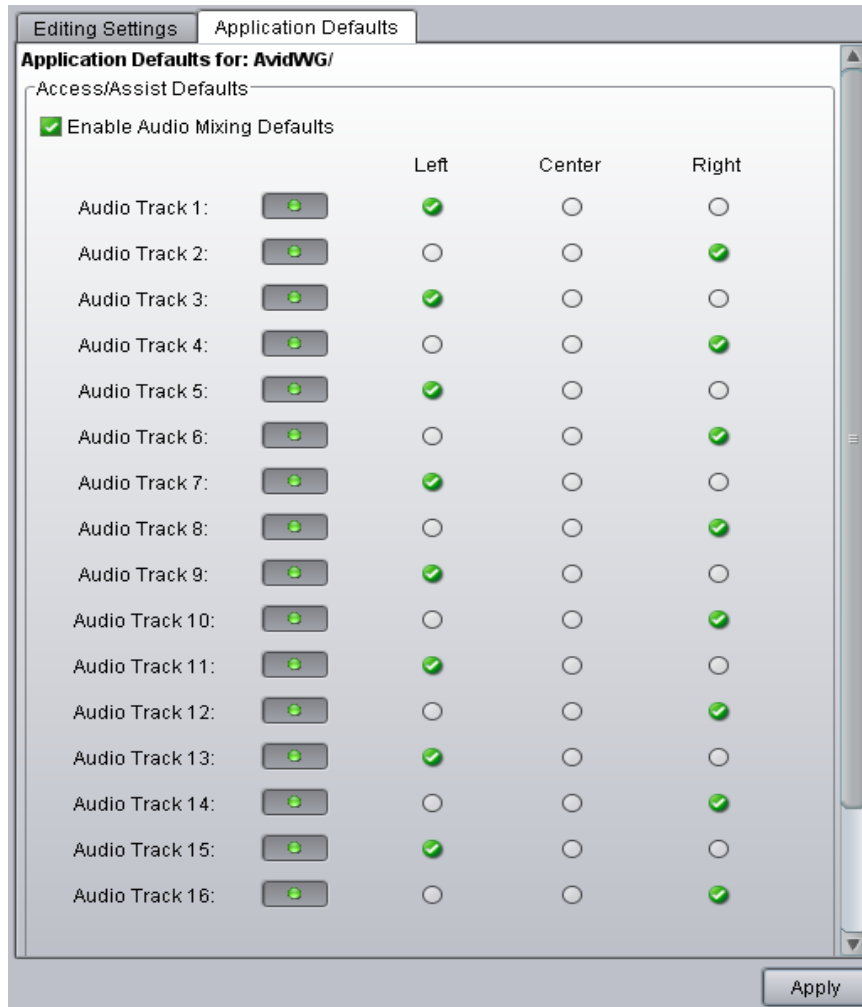 Editing Settings
Application Defaults
Application Defaults for: AvidWG/
Access/Assist Defaults
Enable Audio Mixing Defaults
Left Center Right
Audio Track 1:
Audio Track 2:
Audio Track 3:
Audio Track 4:
Audio Track 5:
Audio Track 6:
Audio Track 7:
Audio Track 8:
Audio Track 9:
Audio Track 10:
Audio Track 11:
Audio Track 12:
Audio Track 13:
Audio Track 14:
Audio Track 15:
Audio Track 16:
Apply